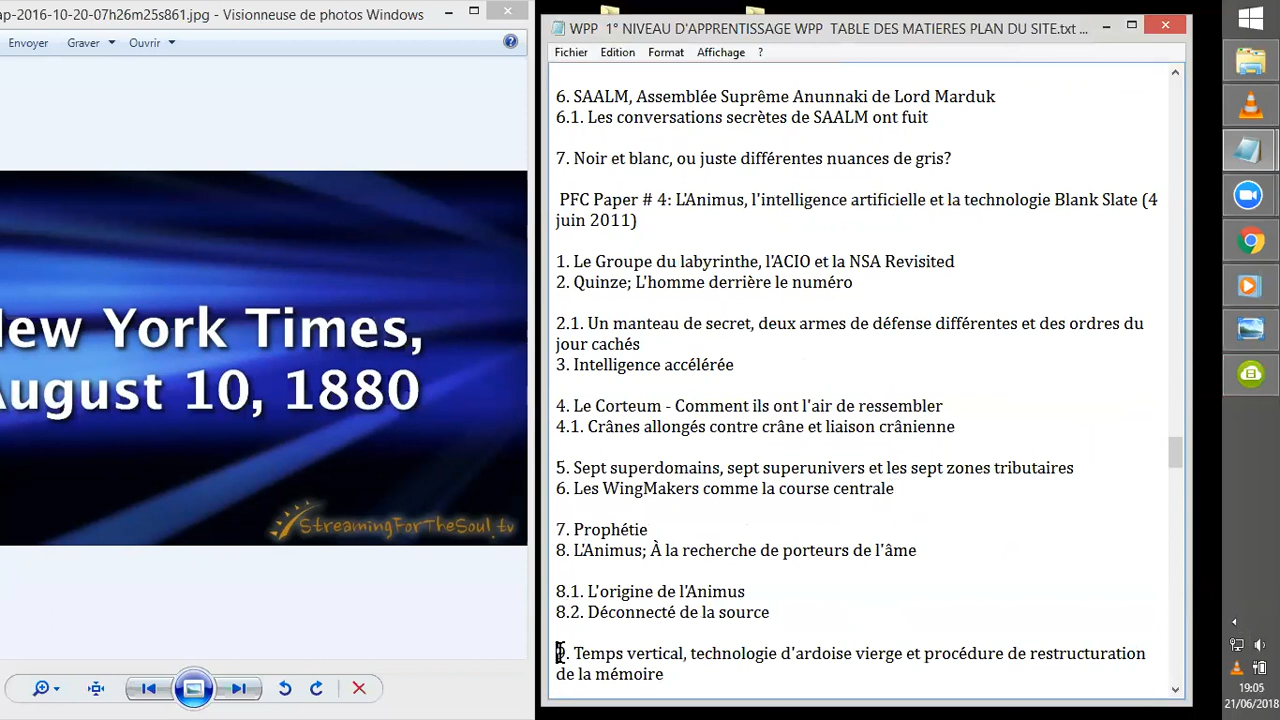 ap-2016-10-20-07h26m25s861.jpg - Visionneuse de photos Windows
Envoyer Graver Ouvrir
New York Times,
August 10, 1880
StreamingForTheSoul.tv
WPP 1° NIVEAU D'APPRENTISSAGE WPP TABLE DES MATIERES PLAN DU SITE.txt ...
Fichier Edition Format Affichage ?
6. SAALM, Assemblée Suprême Anunnaki de Lord Marduk
6.1. Les conversations secrètes de SAALM ont fuit
7. Noir et blanc, ou juste différentes nuances de gris?
PFC Paper # 4: L'Animus, l'intelligence artificielle et la technologie Blank Slate (4
juin 2011)
1. Le Groupe du labyrinthe, l'ACIO et la NSA Revisited
2. Quinze; L'homme derrière le numéro
2.1. Un manteau de secret, deux armes de défense différentes et des ordres du
jour cachés
3. Intelligence accélérée
4. Le Corteum - Comment ils ont l'air de ressembler
4.1. Crânes allongés contre crâne et liaison crânienne
5. Sept superdomains, sept superunivers et les sept zones tributaires
6. Les WingMakers comme la course centrale
7. Prophétie
8. L'Animus; À la recherche de porteurs de l'âme
8.1. L'origine de l'Animus
8.2. Déconnecté de la source
9. Temps vertical, technologie d'ardoise vierge et procédure de restructuration
de la mémoire
19:05
21/06/2018